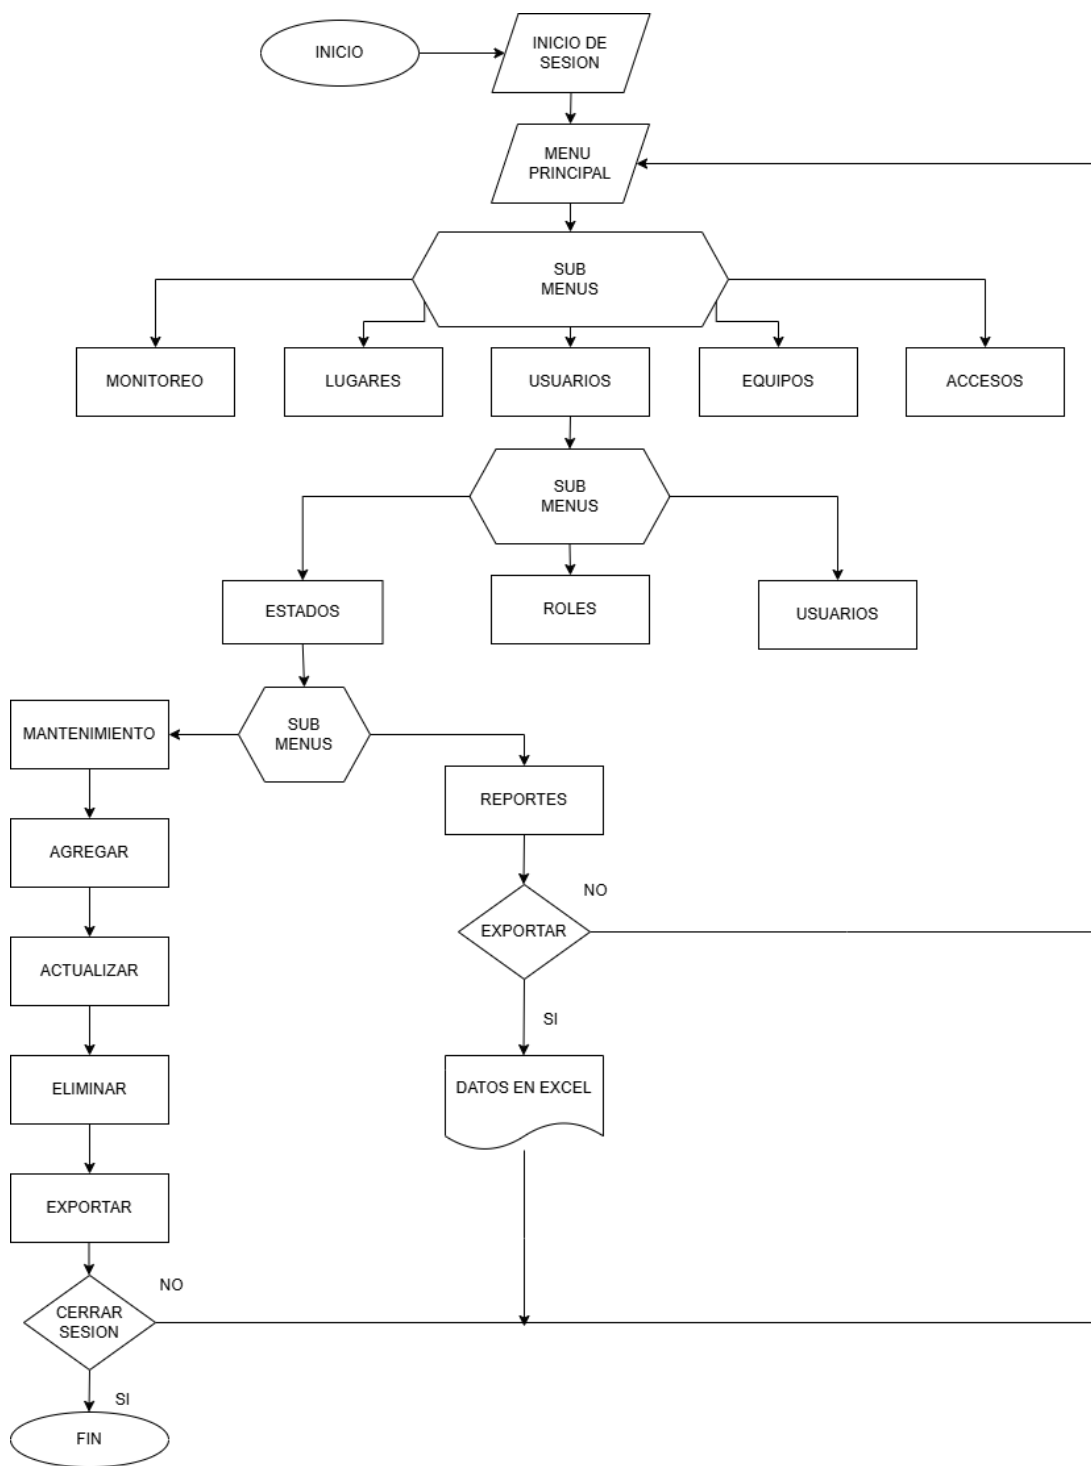 INICIO
INICIO DE
SESION
MENU
PRINCIPAL
SUB
MENUS
MONITOREO
LUGARES
USUARIOS
EQUIPOS
ACCESOS
SUB
MENUS
ESTADOS
ROLES
USUARIOS
SUB
MENUS
MANTENIMIENTO
REPORTES
AGREGAR
EXPORTAR
NO
ACTUALIZAR
SI
ELIMINAR
DATOS EN EXCEL
EXPORTAR
CERRAR
SESION
NO
SI
FIN